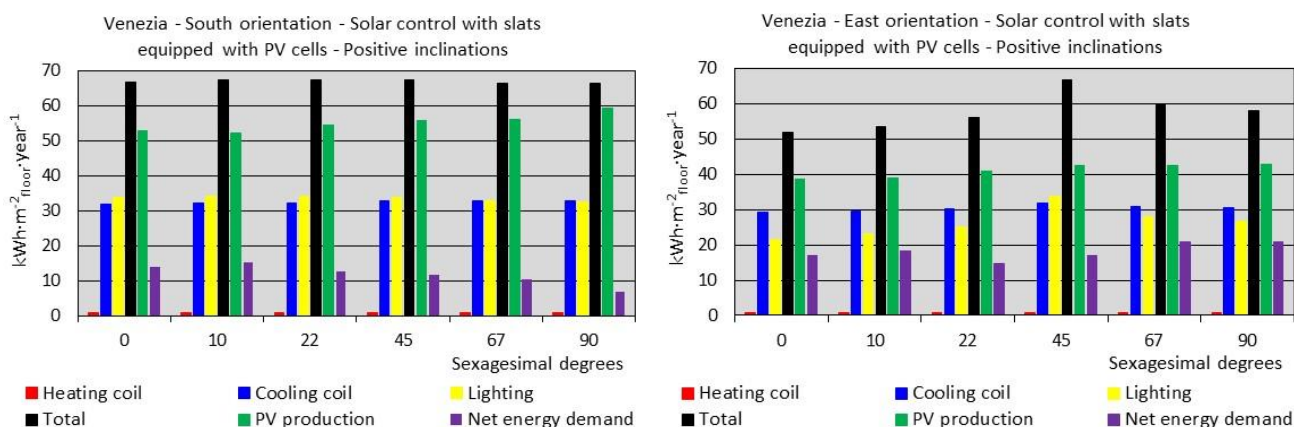 Venezia - South orientation - Solar control with slats
equipped with PV cells - Positive inclinations
kWh·m⁻²floor·year⁻¹
70
60
50
40
30
20
10
0
0 10 22 45 67 90
Sexagesimal degrees
Heating coil Cooling coil Lighting
Total PV production Net energy demand
Venezia - East orientation - Solar control with slats
equipped with PV cells - Positive inclinations
kWh·m⁻²floor·year⁻¹
70
60
50
40
30
20
10
0
0 10 22 45 67 90
Sexagesimal degrees
Heating coil Cooling coil Lighting
Total PV production Net energy demand